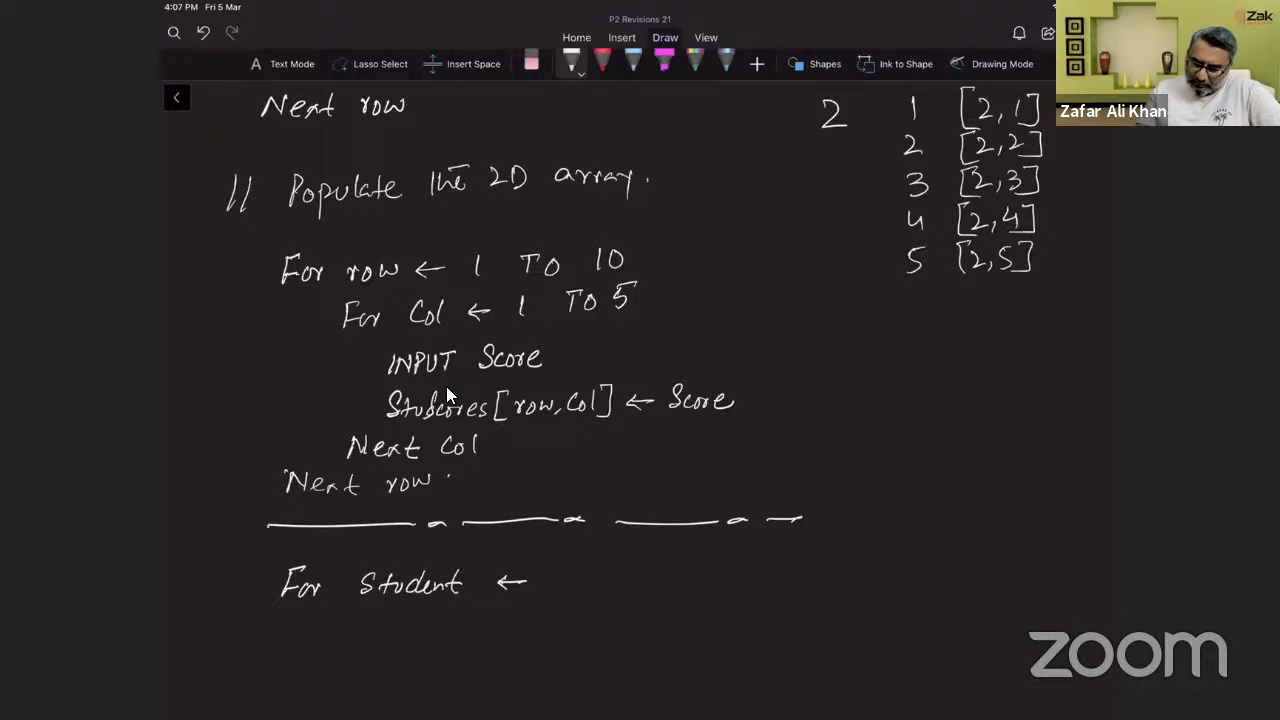 4:07 PM Fri 5 Mar
P2 Revisions 21
Home Insert Draw View
Text Mode Lasso Select Insert Space Shapes Ink to Shape Drawing Mode
Zak
Zafar Ali Khan
Next row
2 1 [2,1]
2 [2,2]
3 [2,3]
4 [2,4]
5 [2,5]
// Populate the 2D array.
For row ← 1 TO 10
For Col ← 1 TO 5
INPUT Score
Stuscores[row,Col] ← Score
Next Col
Next row
For Student ←
zoom